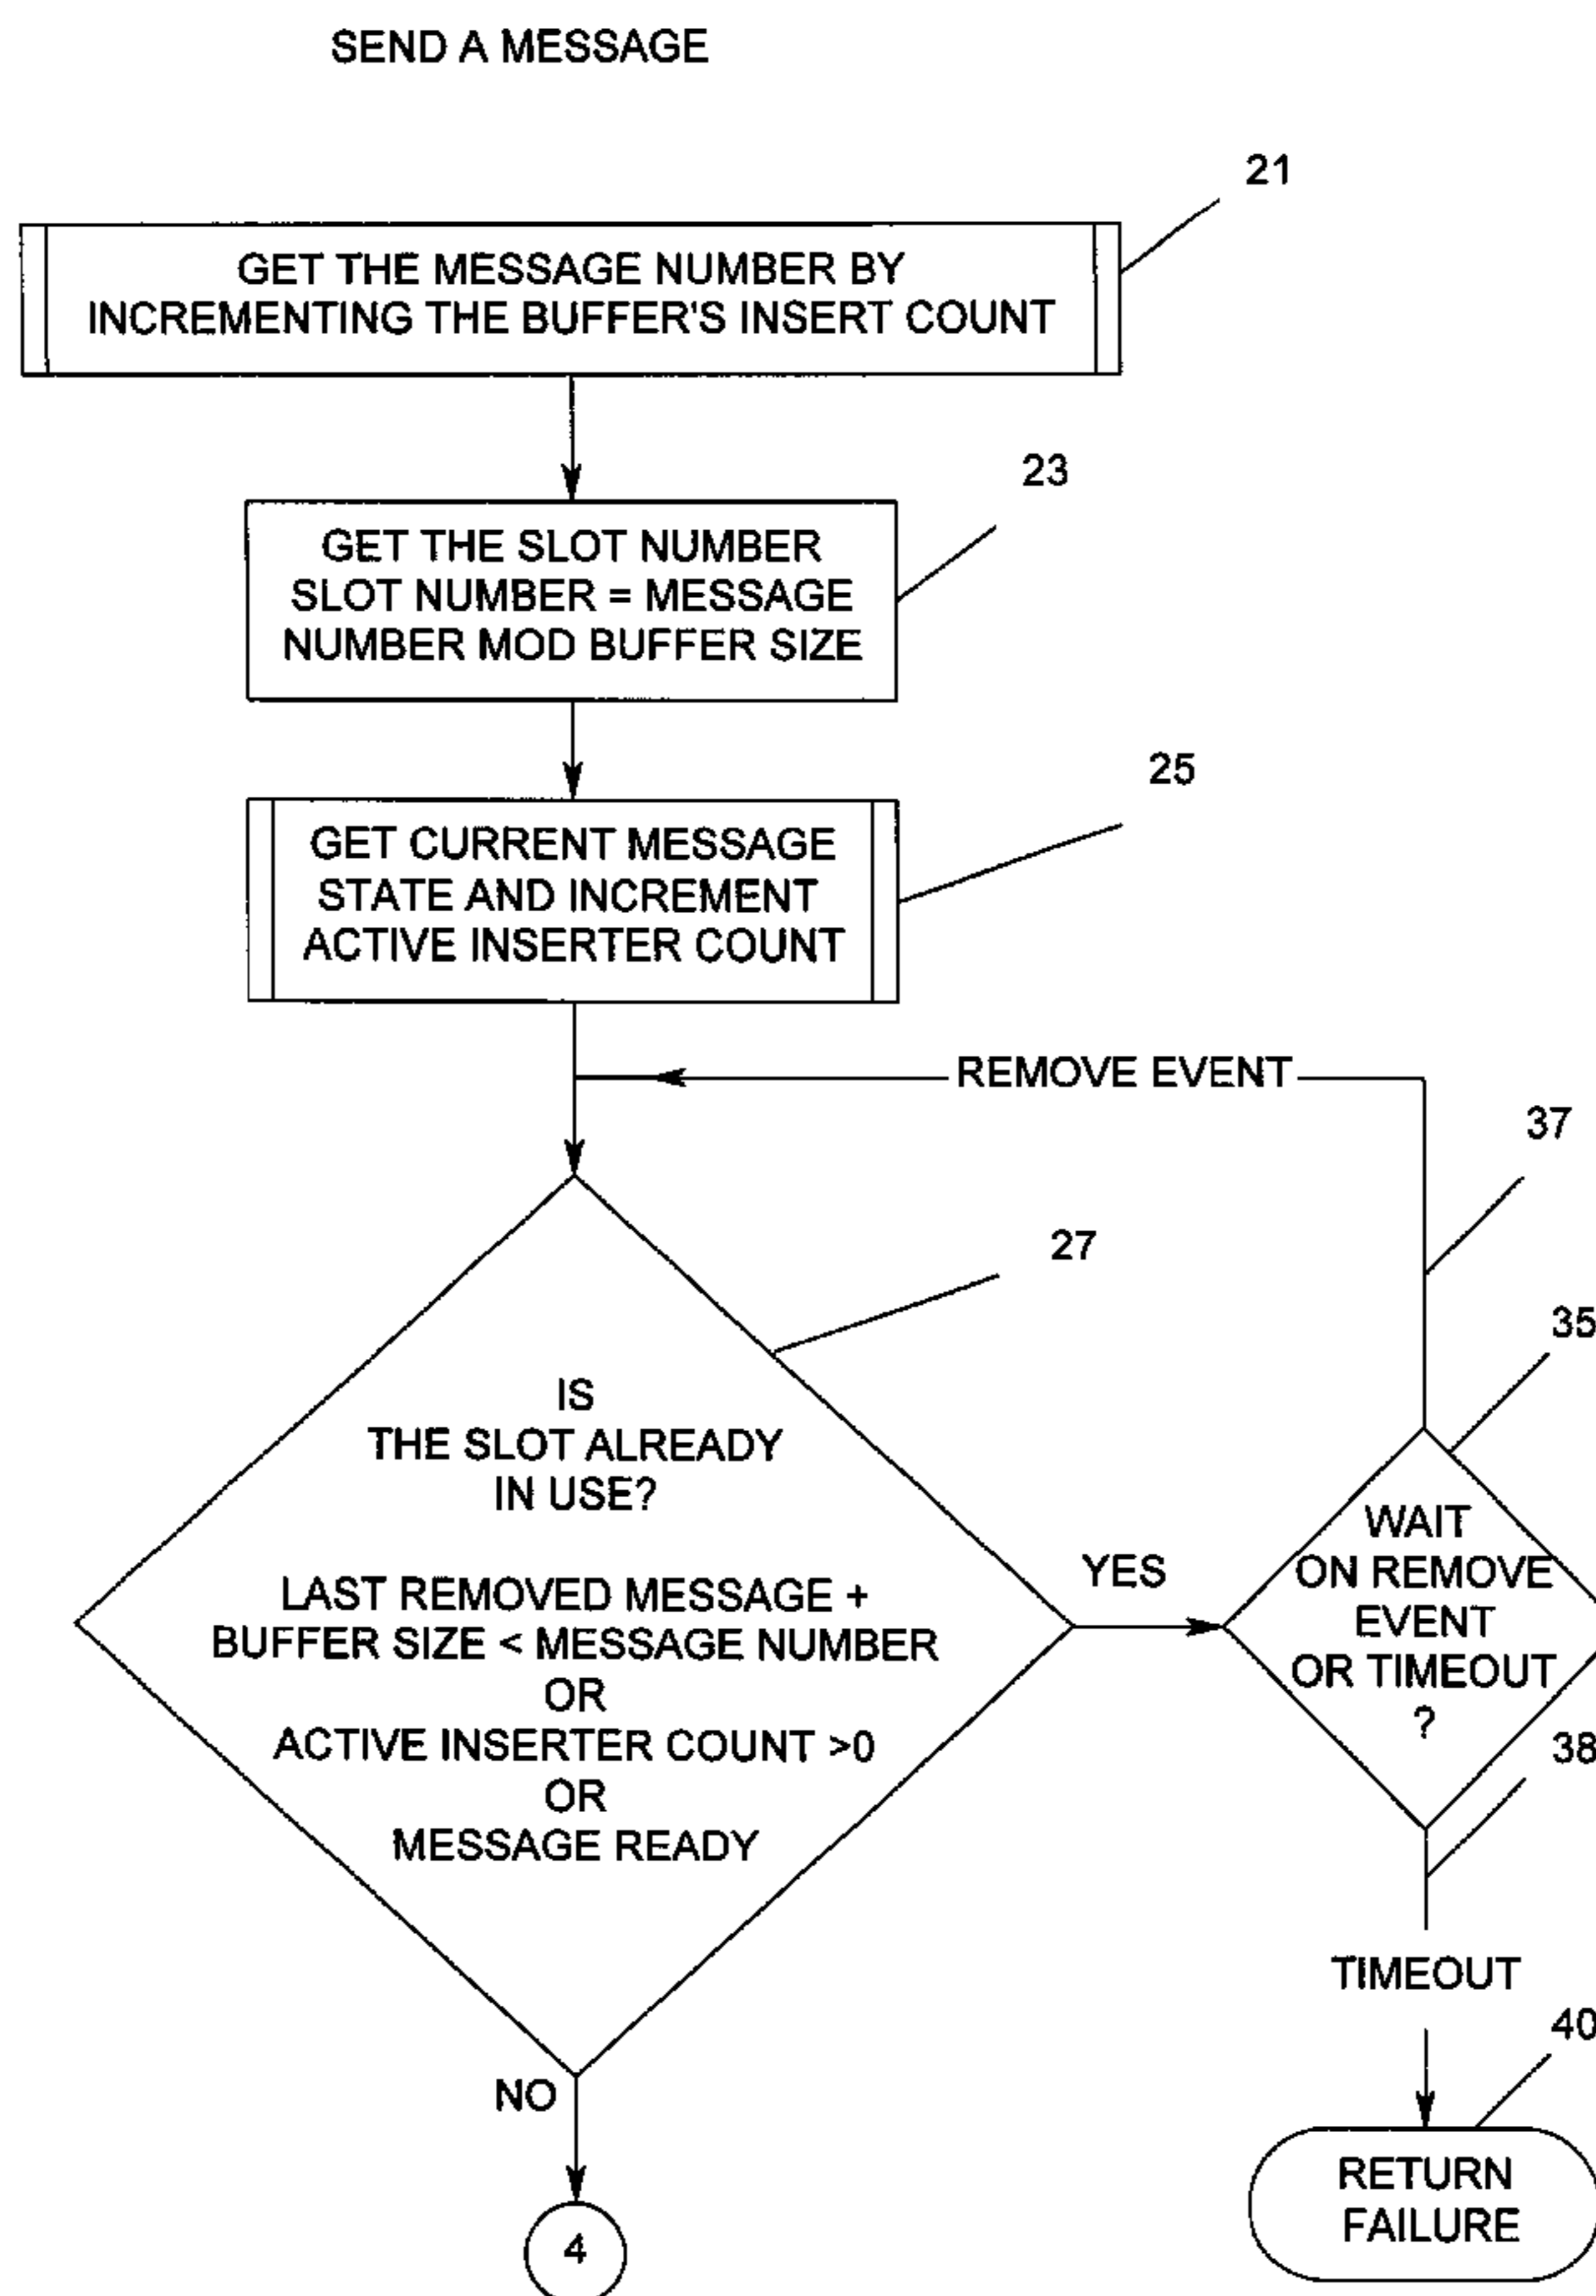 SEND A MESSAGE
21
GET THE MESSAGE NUMBER BY
INCREMENTING THE BUFFER'S INSERT COUNT
23
GET THE SLOT NUMBER
SLOT NUMBER = MESSAGE
NUMBER MOD BUFFER SIZE
25
GET CURRENT MESSAGE
STATE AND INCREMENT
ACTIVE INSERTER COUNT
REMOVE EVENT
37
27
35
IS
THE SLOT ALREADY
IN USE?
LAST REMOVED MESSAGE +
BUFFER SIZE < MESSAGE NUMBER
OR
ACTIVE INSERTER COUNT >0
OR
MESSAGE READY
YES
WAIT
ON REMOVE
EVENT
OR TIMEOUT
?
38
TIMEOUT
40
NO
RETURN
FAILURE
4